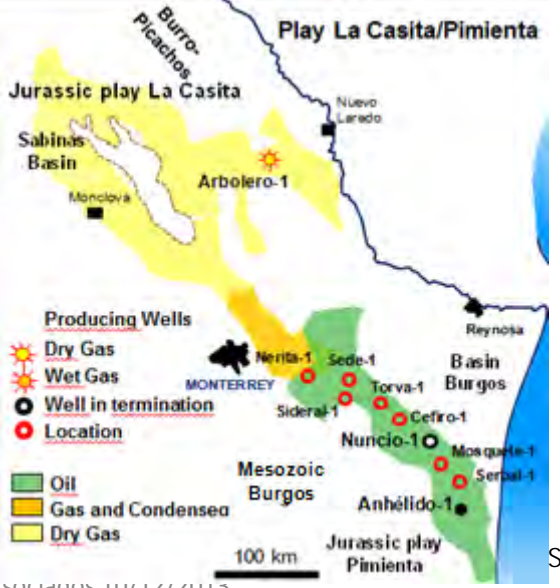 Play La Casita/Pimienta
Burro-
Picachos
Jurassic play La Casita
Nuevo
Laredo
Sabinas
Basin
Arbolero-1
Monclova
Producing Wells
Dry Gas
Wet Gas
Well in termination
Location
MONTERREY
Nerita-1
Sede-1
Sideral-1
Torva-1
Cefiro-1
Reynosa
Basin
Burgos
Nuncio-1
Mosquete-1
Serbal-1
Mesozoic
Burgos
Anhélido-1
Oil
Gas and Condensed
Dry Gas
100 km
Jurassic play
Pimienta
S